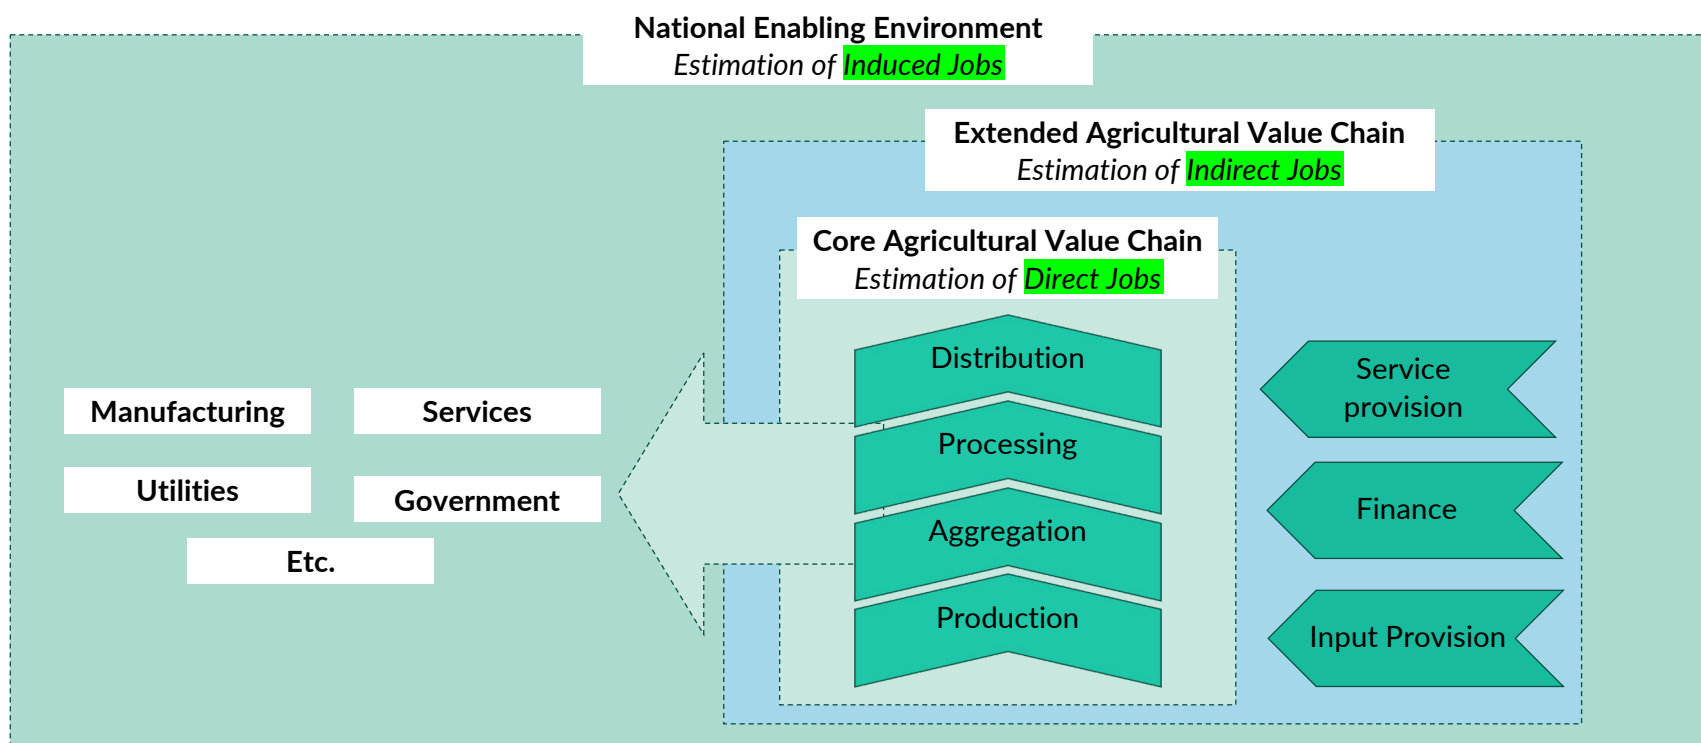 National Enabling Environment
Estimation of Induced Jobs
Extended Agricultural Value Chain
Estimation of Indirect Jobs
Core Agricultural Value Chain
Estimation of Direct Jobs
Distribution
Processing
Aggregation
Production
Service
provision
Finance
Input Provision
Manufacturing
Services
Utilities
Government
Etc.